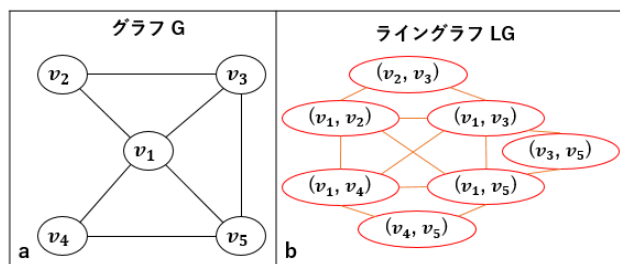 グラフ G
v₂
v₃
v₁
v₄
v₅
a
ライングラフ LG
(v₂, v₃)
(v₁, v₂)
(v₁, v₃)
(v₃, v₅)
(v₁, v₄)
(v₁, v₅)
(v₄, v₅)
b